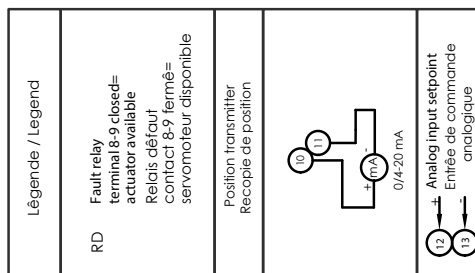 Légende / Legend
RD
Fault relay
terminal 8-9 closed=
actuator available
Relais défaut
contact 8-9 fermê=
servomoteur disponible
Position transmitter
Recopie de position
10
11
+ mA -
0/4-20 mA
12 + Analog input setpoint
Entrée de commande
13 - analogique